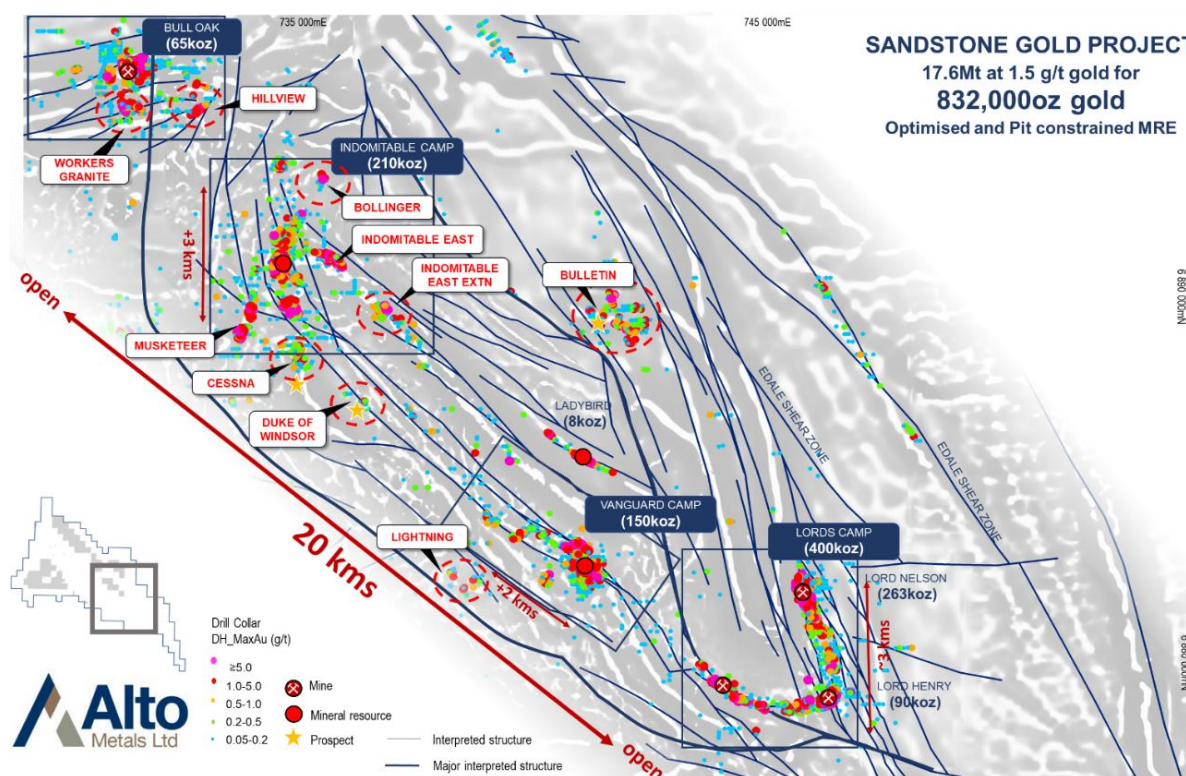 735 000mE
745 000mE
SANDSTONE GOLD PROJECT
17.6Mt at 1.5 g/t gold for
832,000oz gold
Optimised and Pit constrained MRE
BULL OAK
(65koz)
HILLVIEW
WORKERS
GRANITE
INDOMITABLE CAMP
(210koz)
BOLLINGER
INDOMITABLE EAST
INDOMITABLE
EAST EXTN
BULLETIN
+3 kms
open
MUSKETEER
CESSNA
DUKE OF
WINDSOR
6 890 000mN
LADYBIRD
(8koz)
EDALE SHEAR ZONE
EDALE SHEAR ZONE
VANGUARD CAMP
(150koz)
LIGHTNING
20 kms
+2 kms
LORDS CAMP
(400koz)
LORD NELSON
(263koz)
~3 kms
LORD HENRY
(90koz)
6 880 000mN
open
Drill Collar
DH_MaxAu (g/t)
≥5.0
1.0-5.0
0.5-1.0
0.2-0.5
0.05-0.2
Mine
Mineral resource
Prospect
Interpreted structure
Major interpreted structure
Alto
Metals Ltd